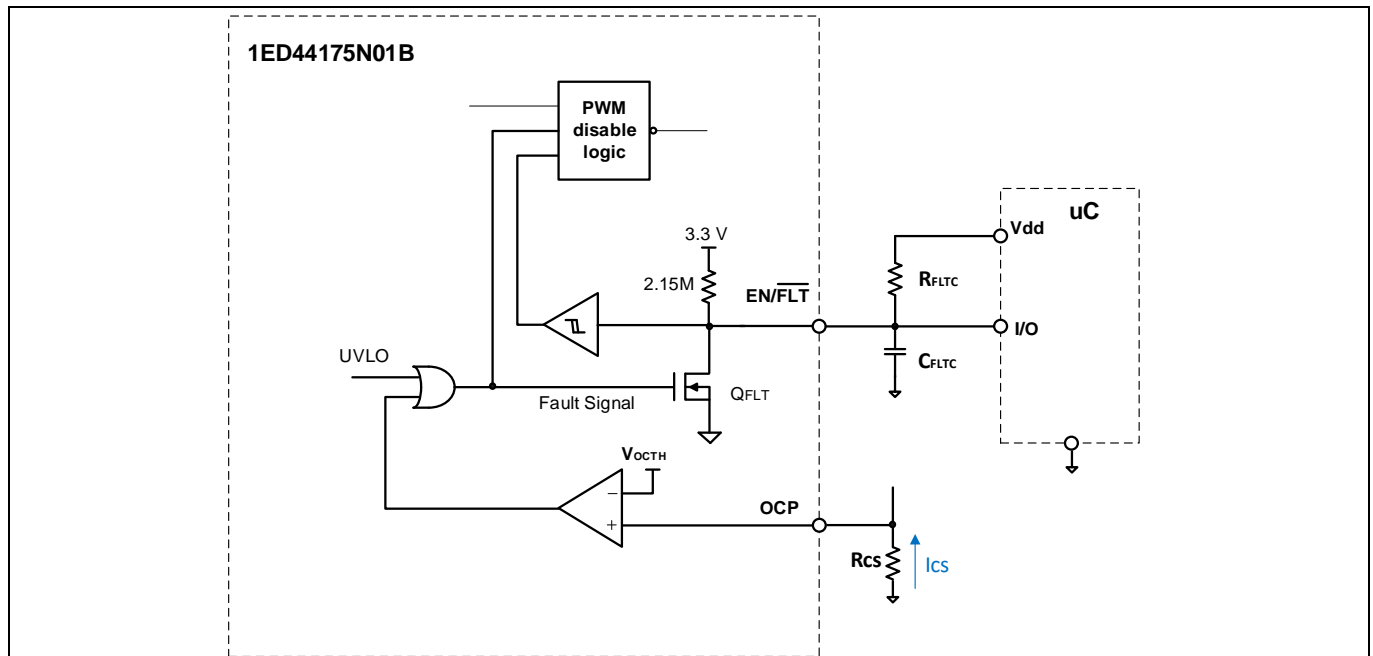 1ED44175N01B
PWM
disable
logic
uC
Vdd
3.3 V
2.15M
RFLTC
EN/FLT
I/O
CFLTC
UVLO
Fault Signal
QFLT
VOCTH
−
+
OCP
Rcs
Ics